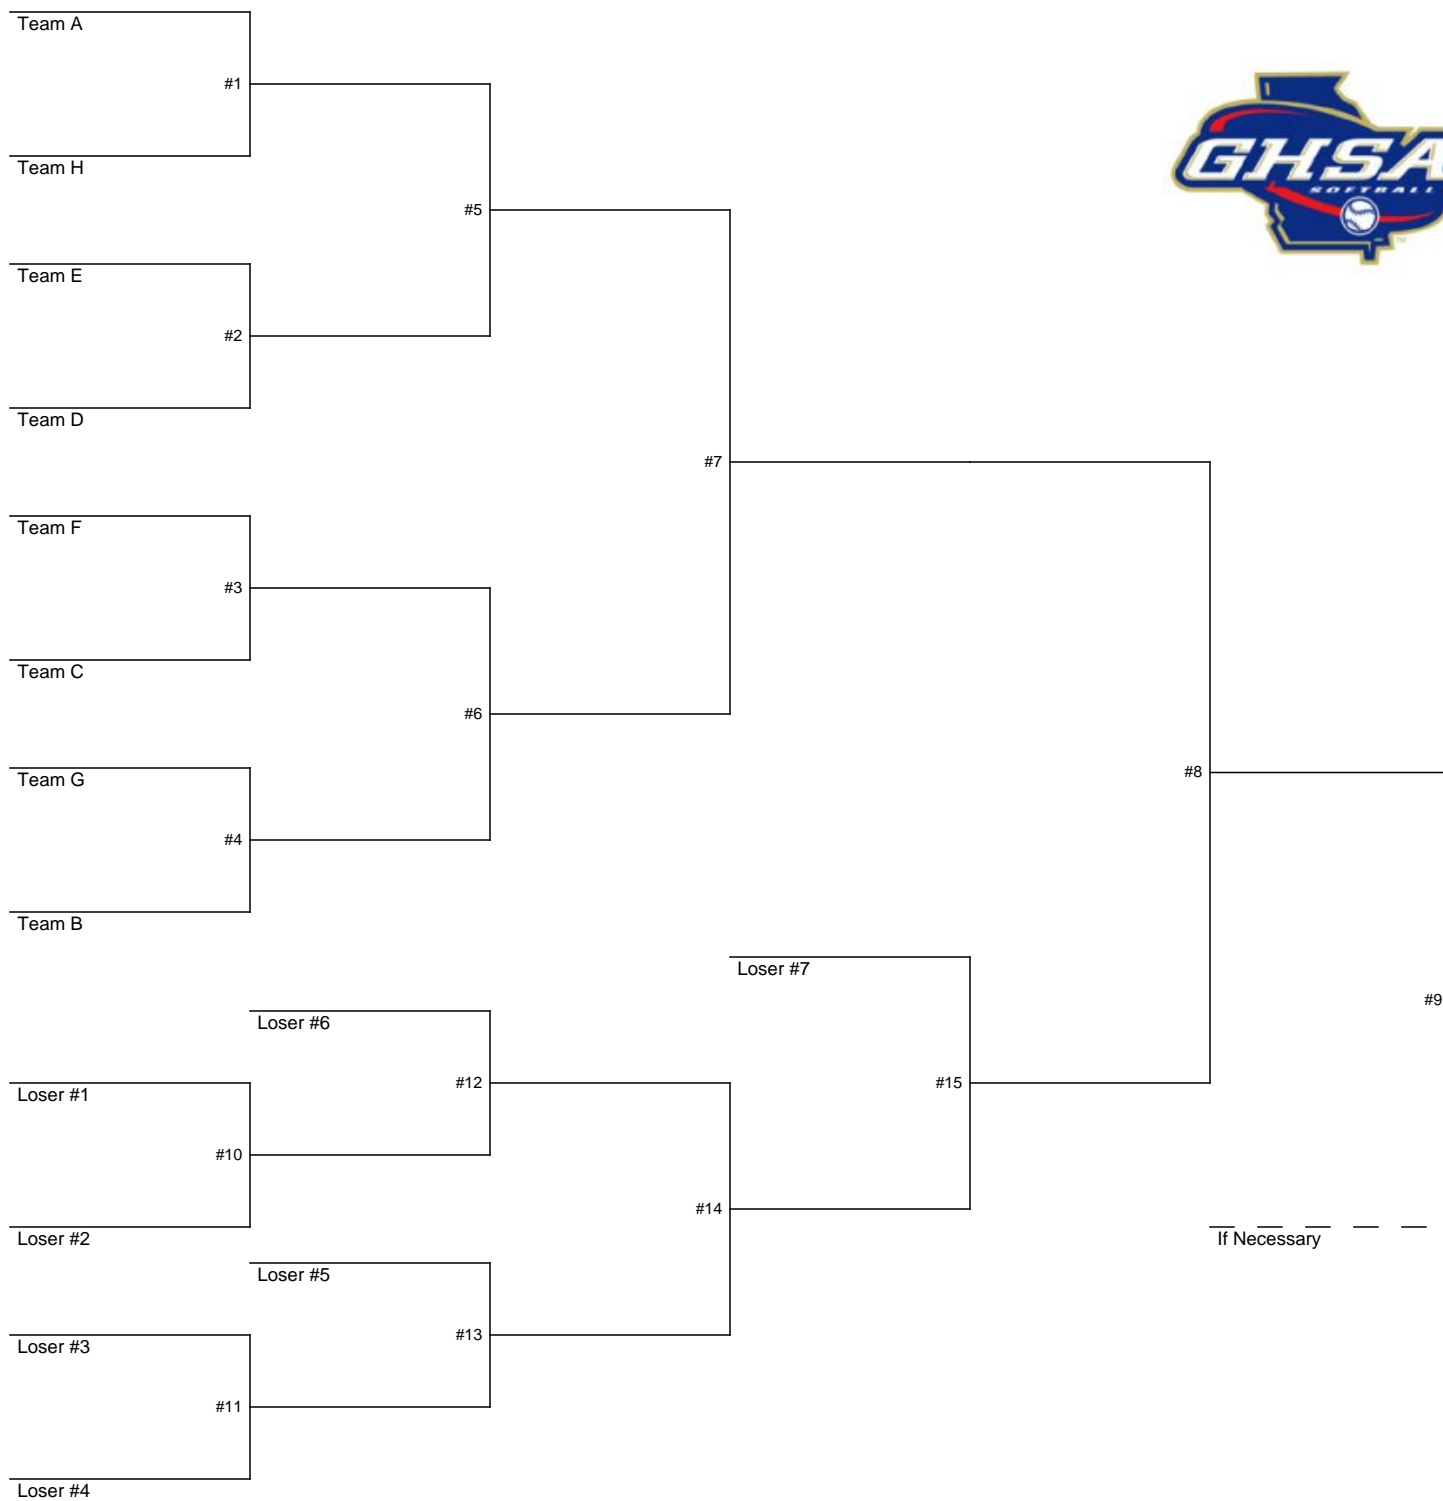 Team A
#1
Team H
#5
Team E
#2
Team D
#7
Team F
#3
Team C
#6
Team G
#4
Team B
#8
GHSA
SOFTBALL
TM
Loser #7
Loser #6
Loser #1
#12
#15
#9
#10
Loser #2
#14
If Necessary
Loser #5
Loser #3
#13
#11
Loser #4